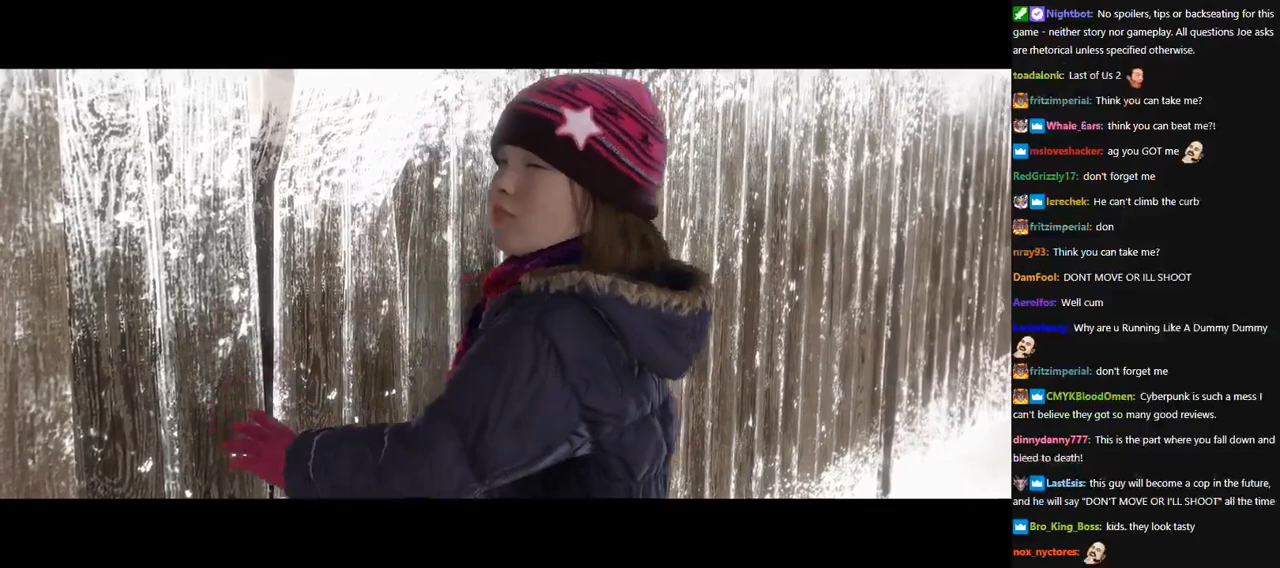 Nightbot: No spoilers, tips or backseating for this
game - neither story nor gameplay. All questions Joe asks
are rhetorical unless specified otherwise.
toadalonic: Last of Us 2
fritzimperial: Think you can take me?
Whale_Ears: think you can beat me?!
msloveshacker: ag you GOT me
RedGrizzly17: don't forget me
lerechek: He can't climb the curb
fritzimperial: don
nray93: Think you can take me?
DamFool: DONT MOVE OR ILL SHOOT
Aerolfos: Well cum
Why are u Running Like A Dummy Dummy
fritzimperial: don't forget me
CMYKBloodOmen: Cyberpunk is such a mess I
can't believe they got so many good reviews.
dinnydanny777: This is the part where you fall down and
bleed to death!
LastEsis: this guy will become a cop in the future,
and he will say "DON'T MOVE OR I'LL SHOOT" all the time
Bro_King_Boss: kids. they look tasty
nox_nyctores: